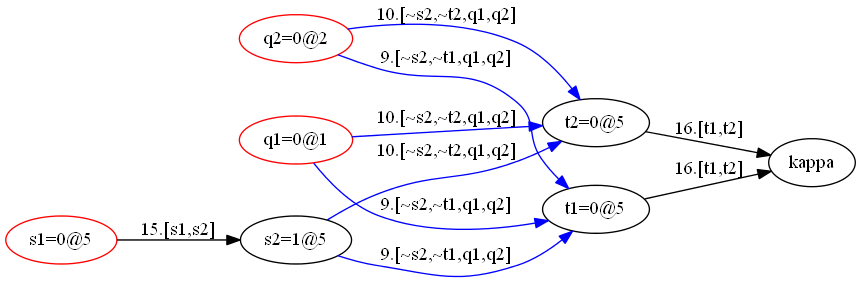 10.[~s2,~t2,q1,q2]
q2=0@2
9.[~s2,~t1,q1,q2]
10.[~s2,~t2,q1,q2]
t2=0@5
16.[t1,t2]
q1=0@1
10.[~s2,~t2,q1,q2]
kappa
16.[t1,t2]
9.[~s2,~t1,q1,q2]
t1=0@5
15.[s1,s2]
s1=0@5
s2=1@5
9.[~s2,~t1,q1,q2]